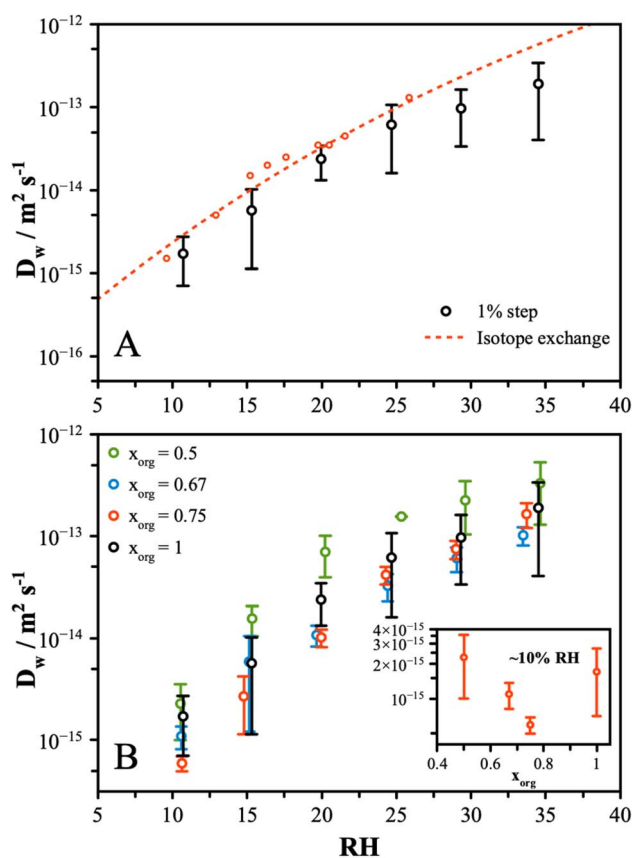 10⁻¹²
10⁻¹³
10⁻¹⁴
10⁻¹⁵
10⁻¹⁶
D_w / m² s⁻¹
A
1% step
Isotope exchange
5 10 15 20 25 30 35 40
10⁻¹²
10⁻¹³
10⁻¹⁴
10⁻¹⁵
D_w / m² s⁻¹
x_org = 0.5
x_org = 0.67
x_org = 0.75
x_org = 1
B
4×10⁻¹⁵
3×10⁻¹⁵
2×10⁻¹⁵
10⁻¹⁵
~10% RH
0.4 0.6 0.8 1
x_org
5 10 15 20 25 30 35 40
RH